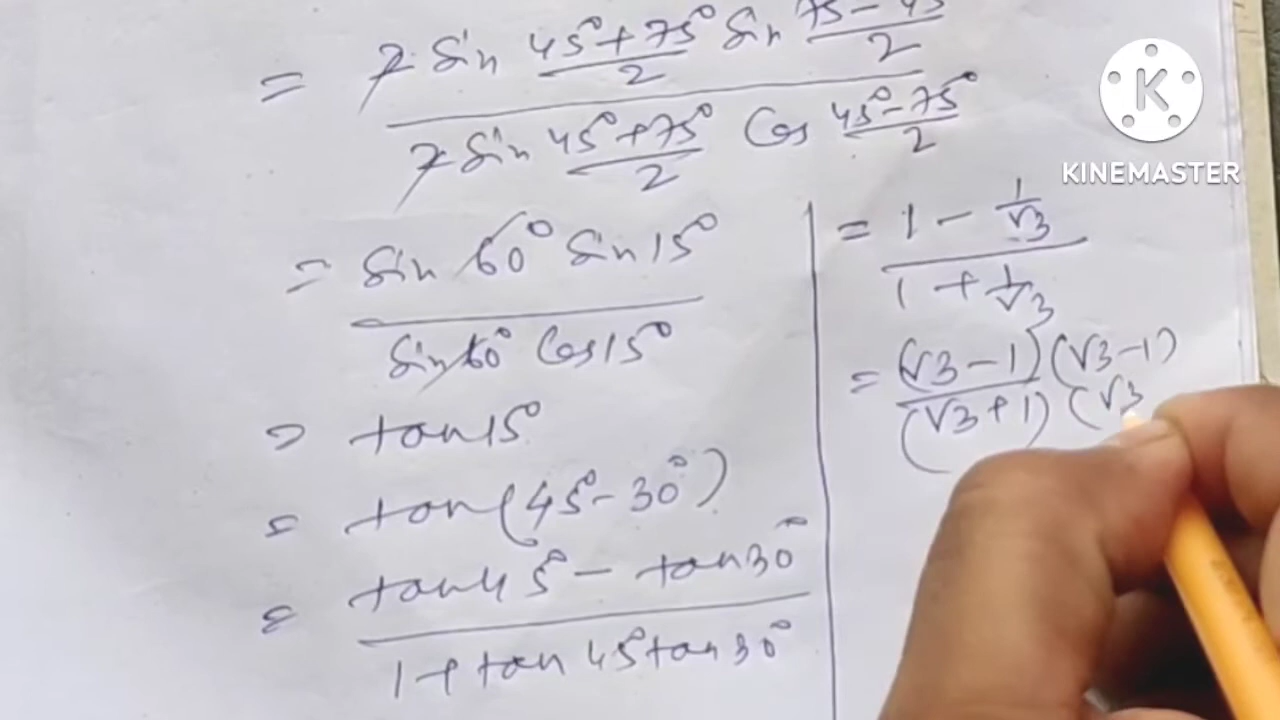 = 2 Sin (45°+75°)/2 Sin (75-45)/2
2 Sin (45°+75°)/2 Cos (45°-75°)/2
KINEMASTER
= Sin 60° Sin 15°
Sin 60° Cos 15°
= tan 15°
= tan (45°-30°)
= tan 45° - tan 30°
1 + tan 45° tan 30°
= 1 - 1/√3
1 + 1/√3
= (√3-1) (√3-1)
(√3+1) (√3